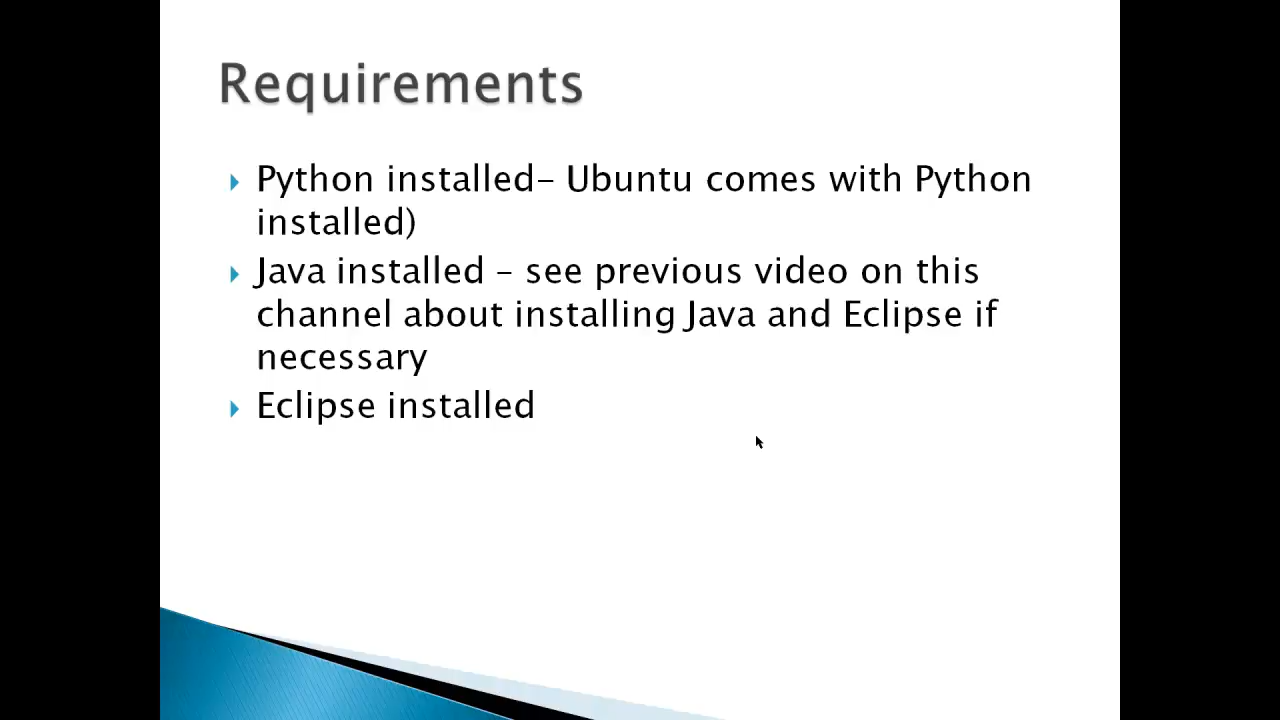 Requirements
Python installed– Ubuntu comes with Python
installed)
Java installed – see previous video on this
channel about installing Java and Eclipse if
necessary
Eclipse installed